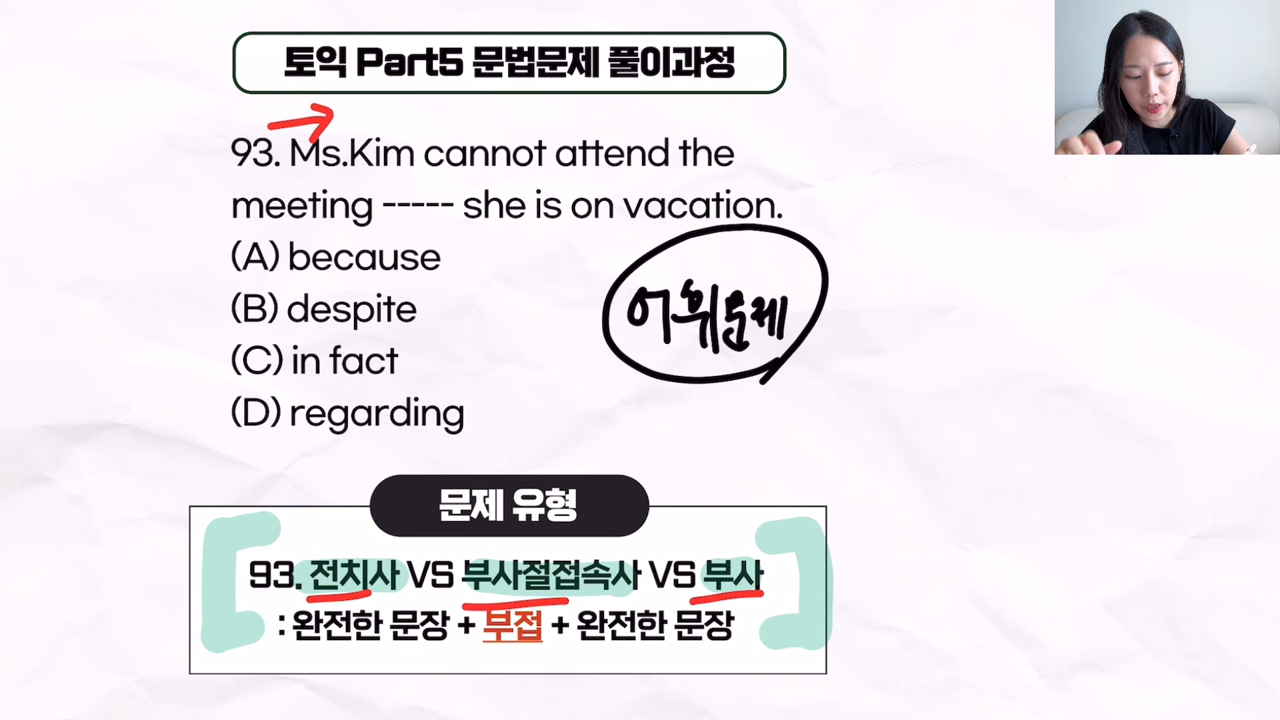 토익 Part5 문법문제 풀이과정
93. Ms.Kim cannot attend the
meeting ----- she is on vacation.
(A) because
(B) despite
(C) in fact
(D) regarding
어휘문제
문제 유형
93. 전치사 VS 부사절접속사 VS 부사
: 완전한 문장 + 부접 + 완전한 문장